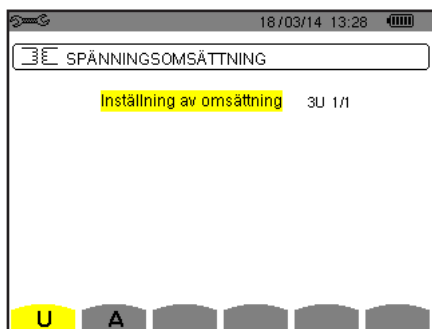 18/03/14 13:28
SPÄNNINGSOMSÄTTNING
Inställning av omsättning 3U 1/1
U A